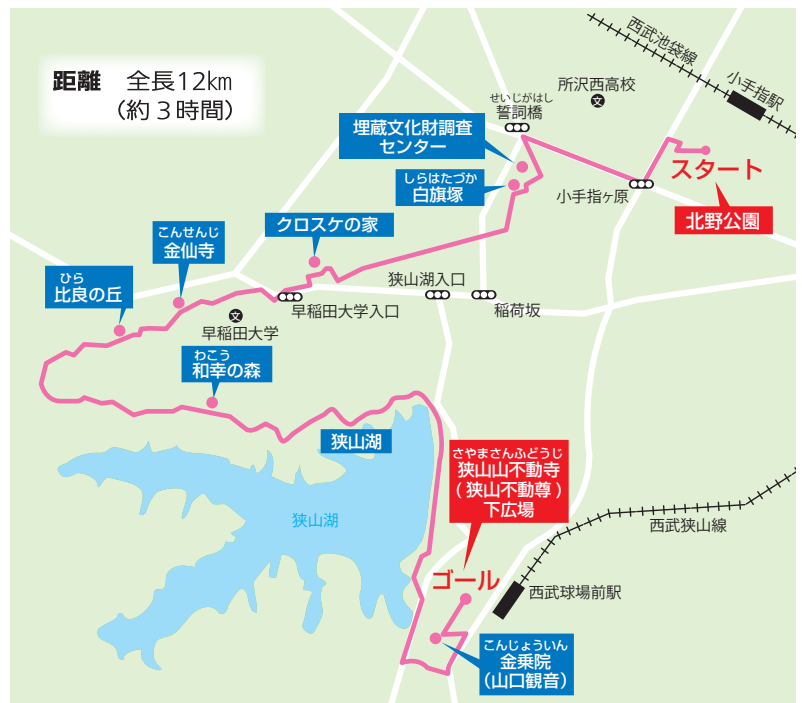 距離 全長12km
(約3時間)
西武池袋線
小手指駅
所沢西高校
文
せいじがはし
誓詞橋
埋蔵文化財調査
センター
しらはたづか
白旗塚
スタート
小手指ヶ原
北野公園
クロスケの家
こんせんじ
金仙寺
ひら
比良の丘
狭山湖入口
早稲田大学入口
稲荷坂
文
早稲田大学
わこう
和幸の森
狭山湖
さやまさんふどうじ
狭山山不動寺
(狭山不動尊)
下広場
狭山湖
西武狭山線
ゴール
西武球場前駅
こんじょういん
金乗院
(山口観音)